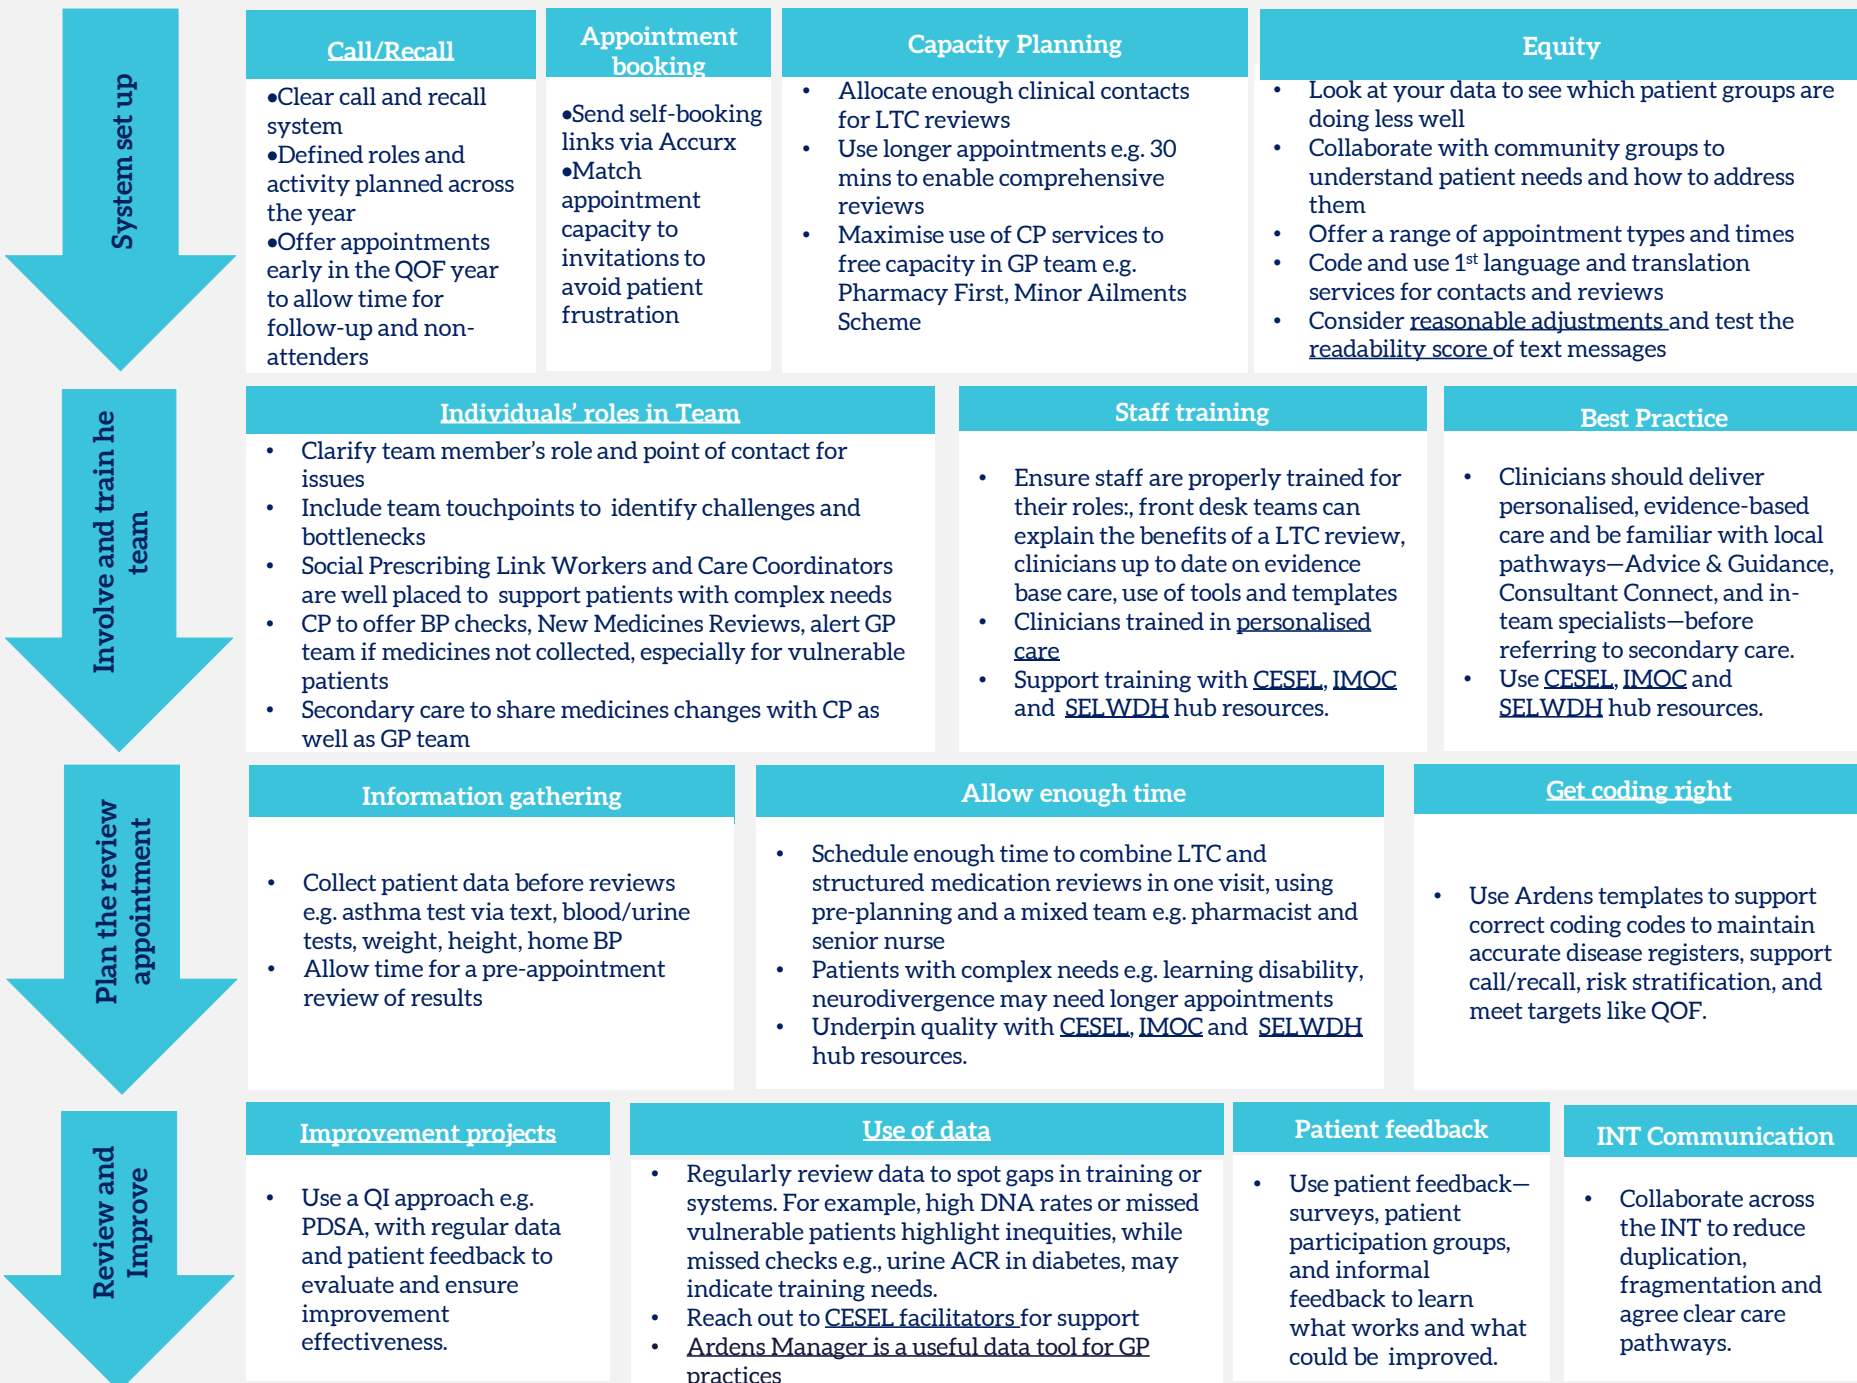 System set up
Call/Recall
•Clear call and recall
system
•Defined roles and
activity planned across
the year
•Offer appointments
early in the QOF year
to allow time for
follow-up and non-
attenders
Appointment
booking
•Send self-booking
links via Accurx
•Match
appointment
capacity to
invitations to
avoid patient
frustration
Capacity Planning
• Allocate enough clinical contacts
for LTC reviews
• Use longer appointments e.g. 30
mins to enable comprehensive
reviews
• Maximise use of CP services to
free capacity in GP team e.g.
Pharmacy First, Minor Ailments
Scheme
Equity
• Look at your data to see which patient groups are
doing less well
• Collaborate with community groups to
understand patient needs and how to address
them
• Offer a range of appointment types and times
• Code and use 1st language and translation
services for contacts and reviews
• Consider reasonable adjustments and test the
readability score of text messages
Involve and train he
team
Individuals' roles in Team
• Clarify team member's role and point of contact for
issues
• Include team touchpoints to identify challenges and
bottlenecks
• Social Prescribing Link Workers and Care Coordinators
are well placed to support patients with complex needs
• CP to offer BP checks, New Medicines Reviews, alert GP
team if medicines not collected, especially for vulnerable
patients
• Secondary care to share medicines changes with CP as
well as GP team
Staff training
• Ensure staff are properly trained for
their roles:, front desk teams can
explain the benefits of a LTC review,
clinicians up to date on evidence
base care, use of tools and templates
• Clinicians trained in personalised
care
• Support training with CESEL, IMOC
and SELWDH hub resources.
Best Practice
• Clinicians should deliver
personalised, evidence-based
care and be familiar with local
pathways—Advice & Guidance,
Consultant Connect, and in-
team specialists—before
referring to secondary care.
• Use CESEL, IMOC and
SELWDH hub resources.
Plan the review
appointment
Information gathering
• Collect patient data before reviews
e.g. asthma test via text, blood/urine
tests, weight, height, home BP
• Allow time for a pre-appointment
review of results
Allow enough time
• Schedule enough time to combine LTC and
structured medication reviews in one visit, using
pre-planning and a mixed team e.g. pharmacist and
senior nurse
• Patients with complex needs e.g. learning disability,
neurodivergence may need longer appointments
• Underpin quality with CESEL, IMOC and SELWDH
hub resources.
Get coding right
• Use Ardens templates to support
correct coding codes to maintain
accurate disease registers, support
call/recall, risk stratification, and
meet targets like QOF.
Review and
Improve
Improvement projects
• Use a QI approach e.g.
PDSA, with regular data
and patient feedback to
evaluate and ensure
improvement
effectiveness.
Use of data
• Regularly review data to spot gaps in training or
systems. For example, high DNA rates or missed
vulnerable patients highlight inequities, while
missed checks e.g., urine ACR in diabetes, may
indicate training needs.
• Reach out to CESEL facilitators for support
• Ardens Manager is a useful data tool for GP
practices
Patient feedback
• Use patient feedback—
surveys, patient
participation groups,
and informal
feedback to learn
what works and what
could be improved.
INT Communication
• Collaborate across
the INT to reduce
duplication,
fragmentation and
agree clear care
pathways.